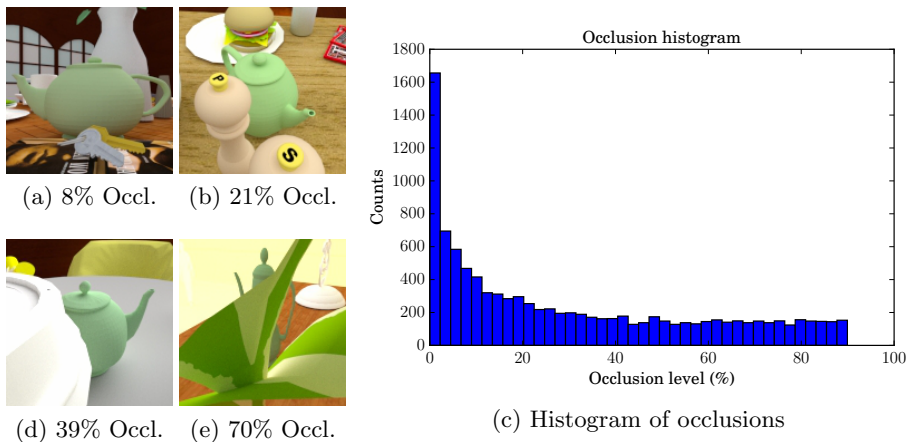 (a) 8% Occl.
(b) 21% Occl.
P
S
(d) 39% Occl.
(e) 70% Occl.
Occlusion histogram
Counts
1800
1600
1400
1200
1000
800
600
400
200
0
0 20 40 60 80 100
Occlusion level (%)
(c) Histogram of occlusions